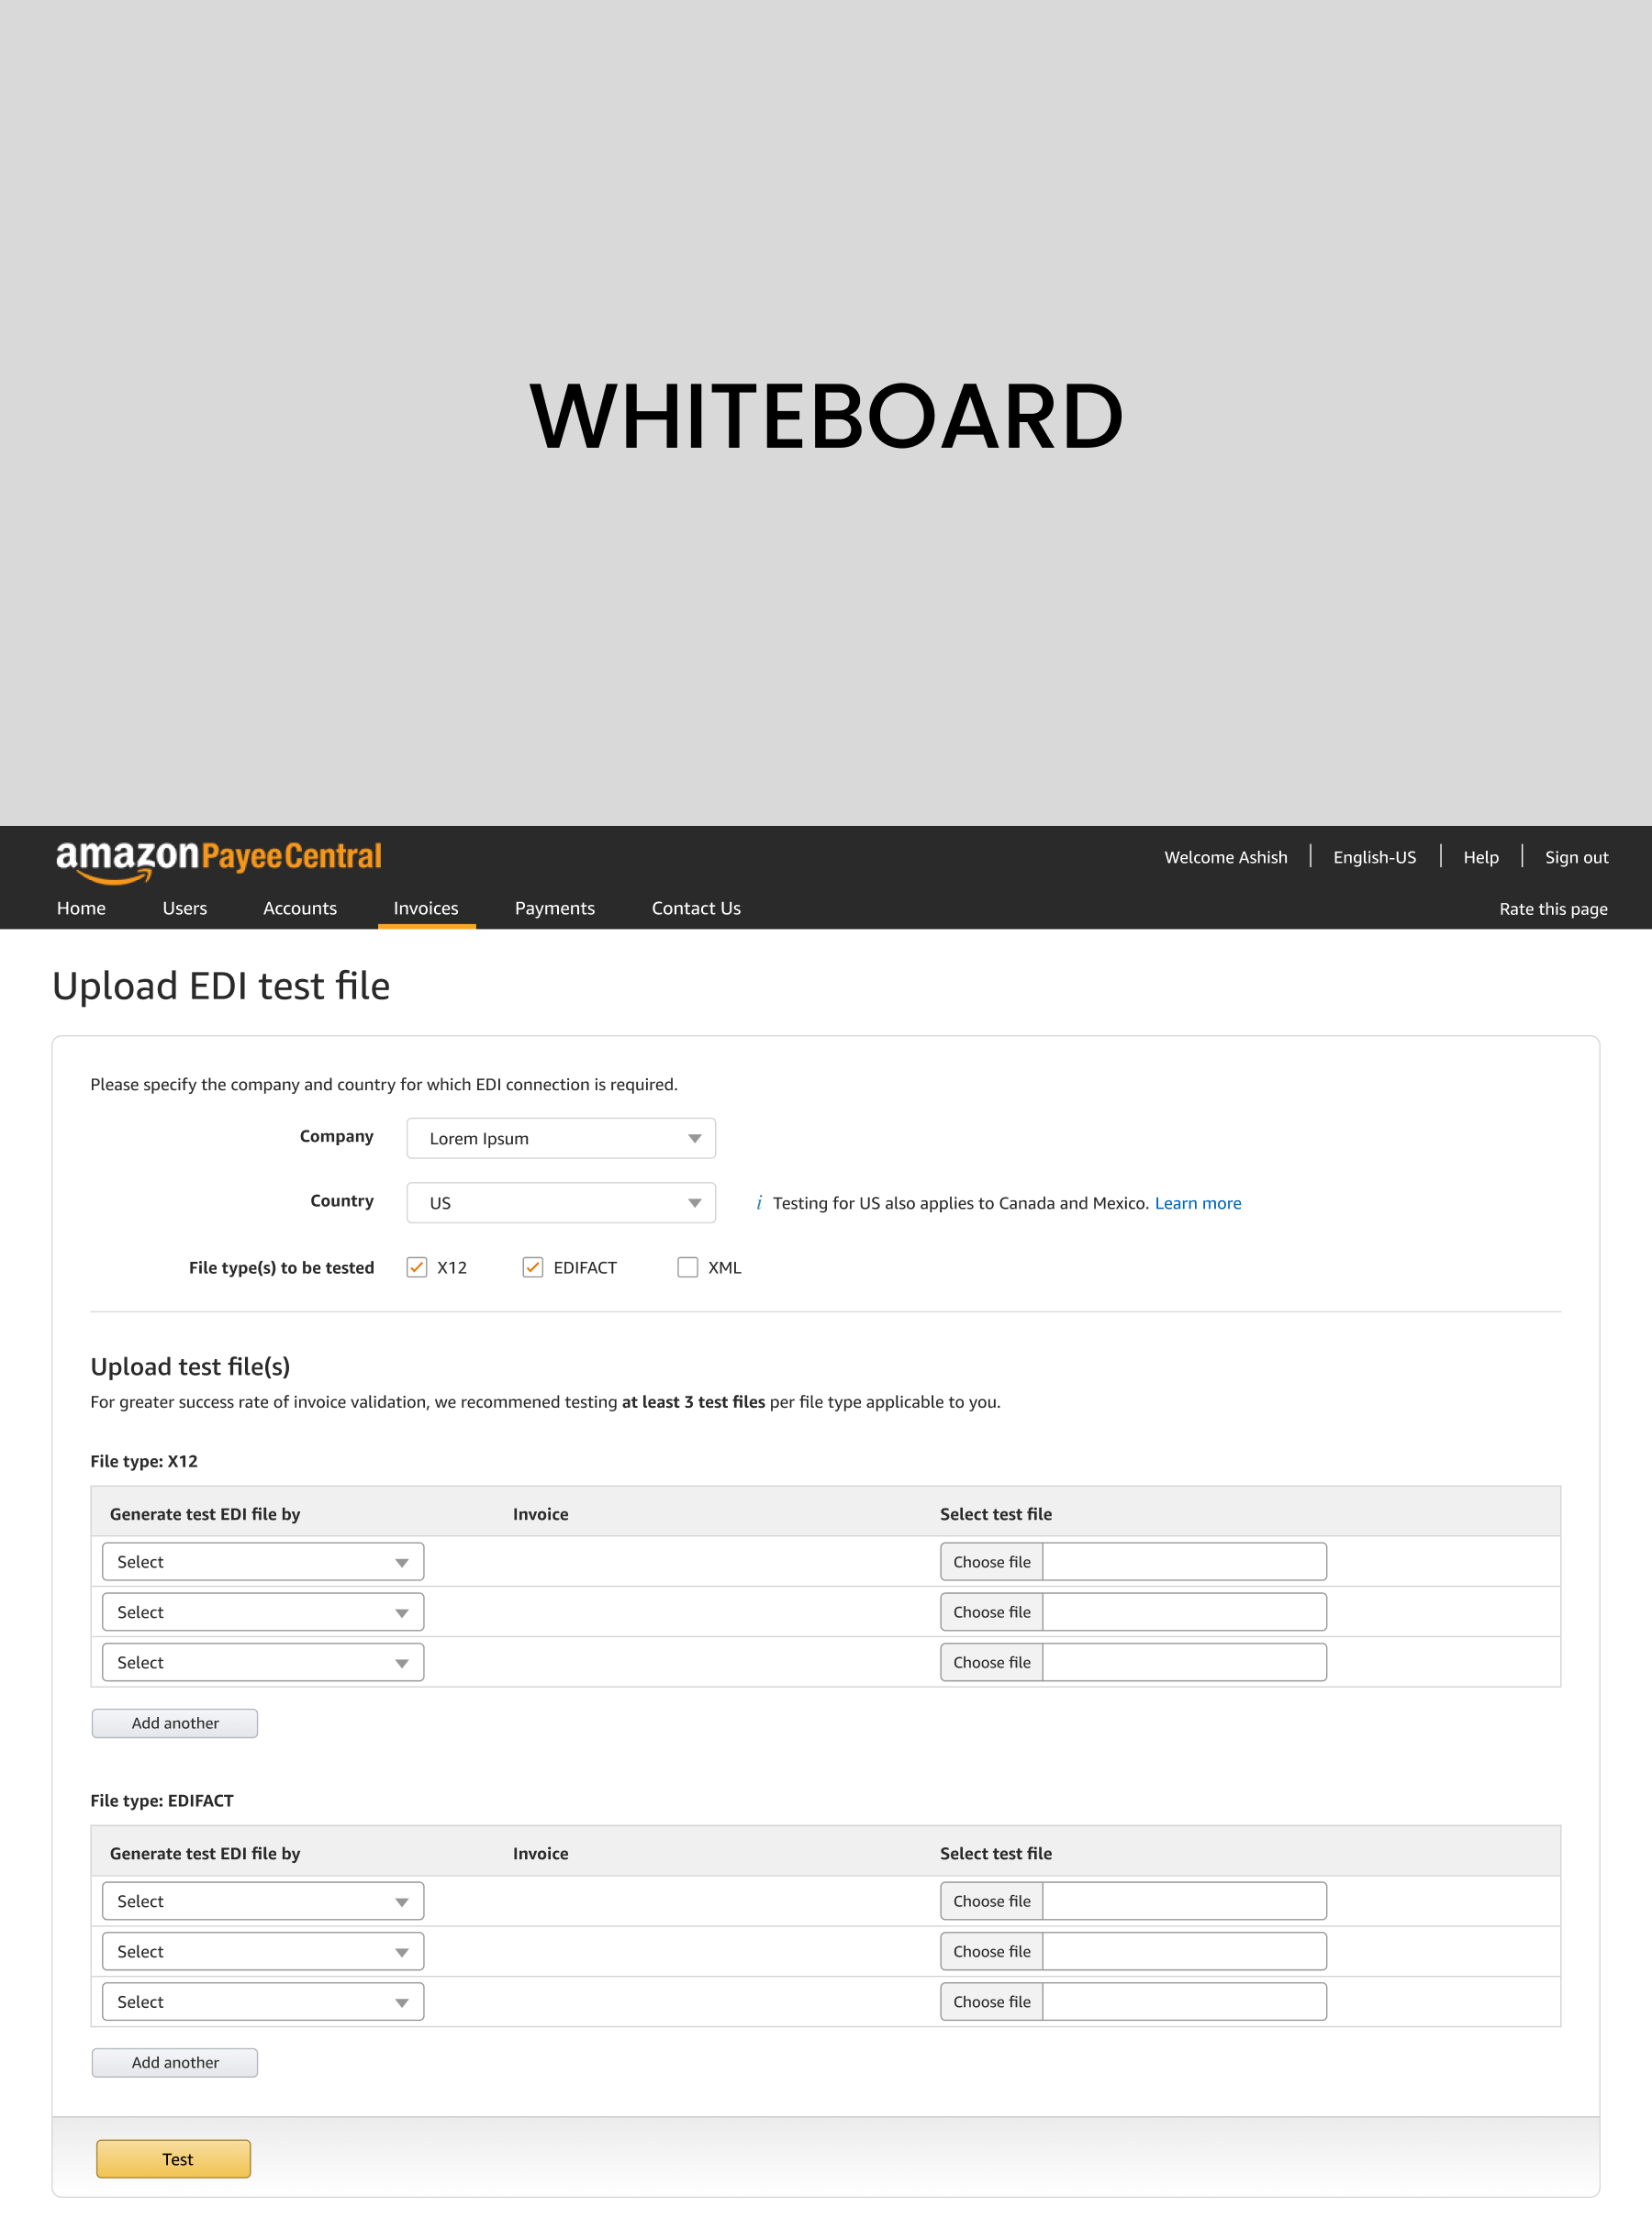 WHITEBOARD
amazonPayeeCentral
Welcome Ashish English-US Help Sign out
Home Users Accounts Invoices Payments Contact Us Rate this page
Upload EDI test file
Please specify the company and country for which EDI connection is required.
Company Lorem Ipsum
Country US i Testing for US also applies to Canada and Mexico. Learn more
File type(s) to be tested X12 EDIFACT XML
Upload test file(s)
For greater success rate of invoice validation, we recommened testing at least 3 test files per file type applicable to you.
File type: X12
Generate test EDI file by Invoice Select test file
Select Choose file
Select Choose file
Select Choose file
Add another
File type: EDIFACT
Generate test EDI file by Invoice Select test file
Select Choose file
Select Choose file
Select Choose file
Add another
Test